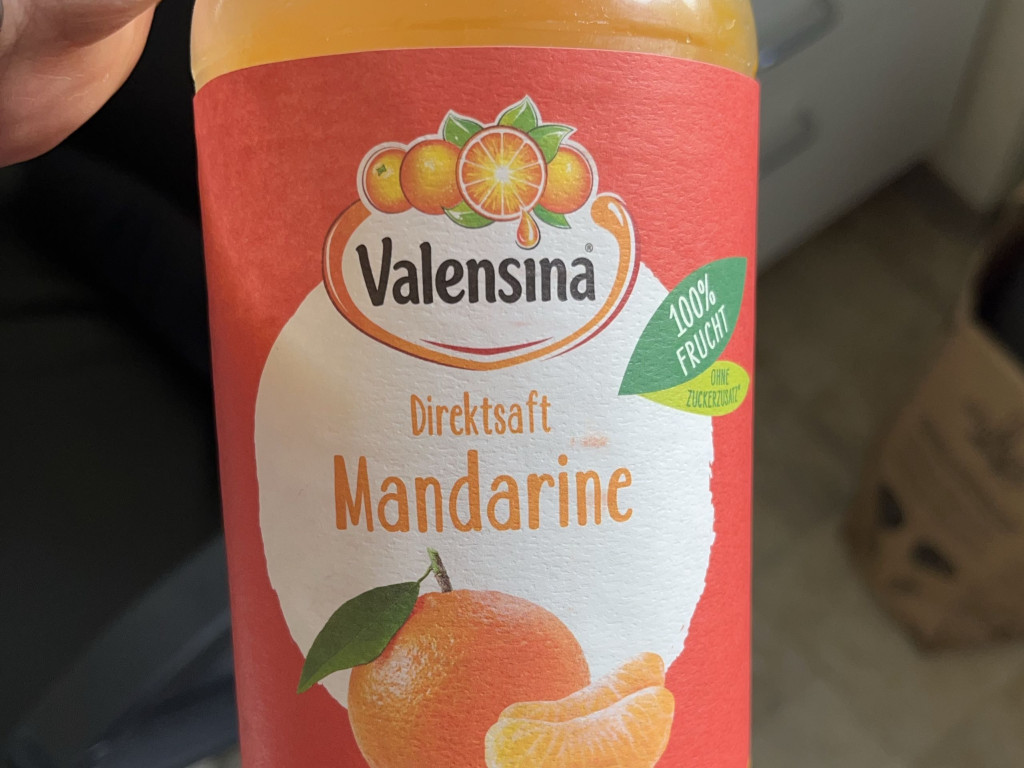 Valensina®
100%
FRUCHT
OHNE
ZUCKERZUSATZ*
Direktsaft
Mandarine